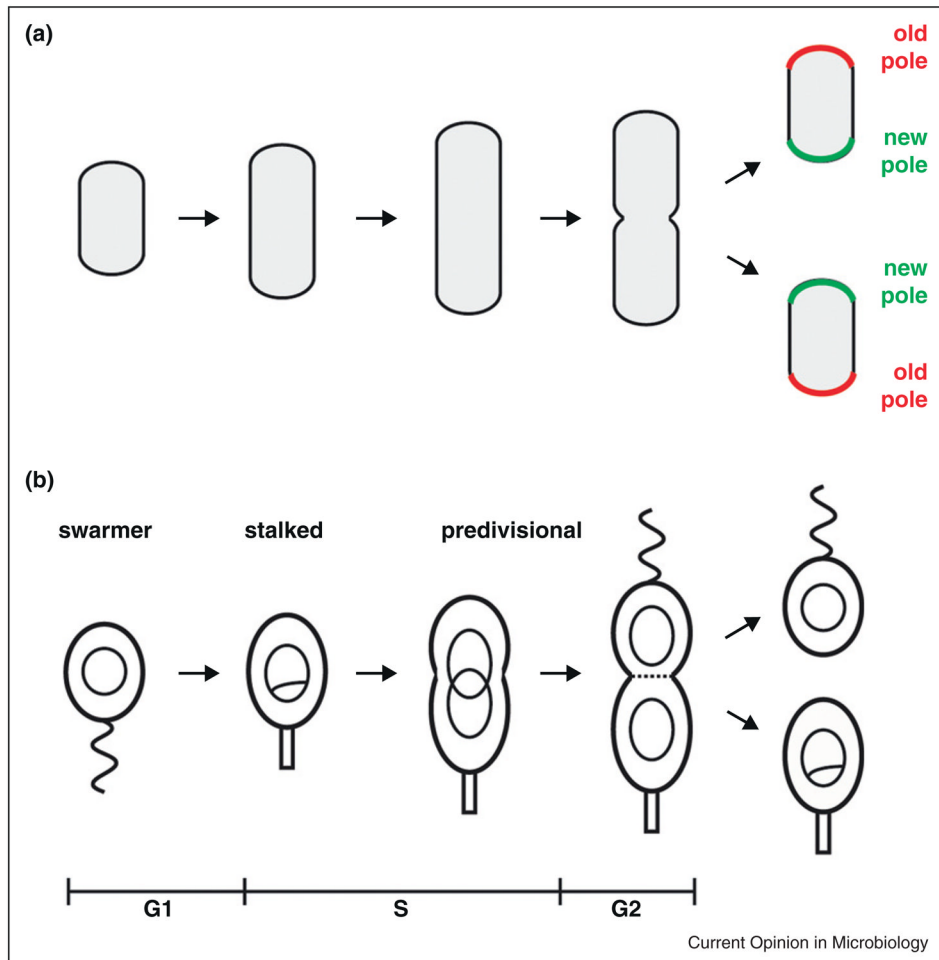 (a)
old
pole
new
pole
new
pole
old
pole
(b)
swarmer
stalked
predivisional
G1
S
G2
Current Opinion in Microbiology